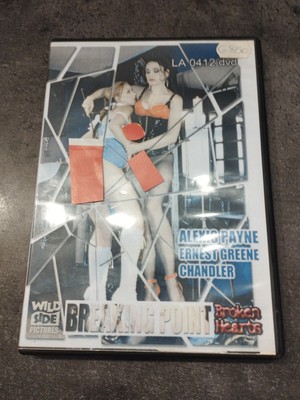 LA 0412 dvd
ALEXIS PAYNE
ERNEST GREENE
CHANDLER
WILD
SIDE
PICTURES
BREAKING POINT
Broken
Hearts